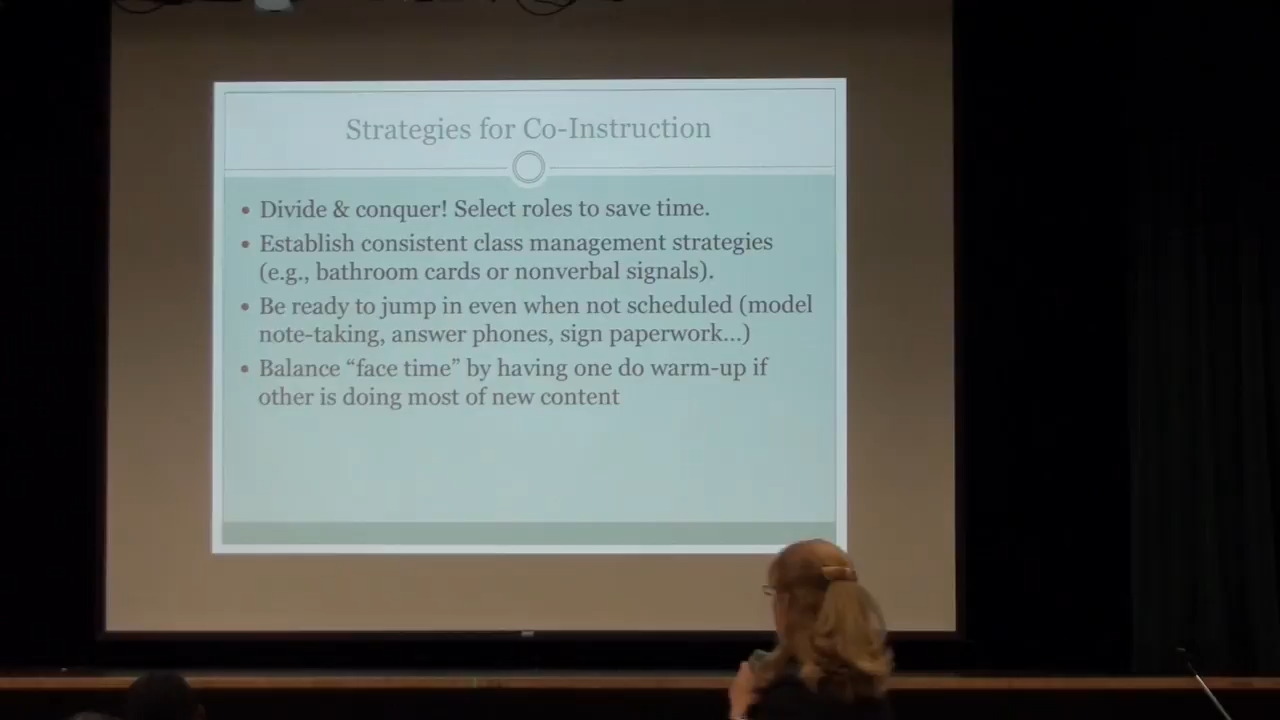 Strategies for Co-Instruction
• Divide & conquer! Select roles to save time.
• Establish consistent class management strategies
(e.g., bathroom cards or nonverbal signals).
• Be ready to jump in even when not scheduled (model
note-taking, answer phones, sign paperwork...)
• Balance “face time” by having one do warm-up if
other is doing most of new content